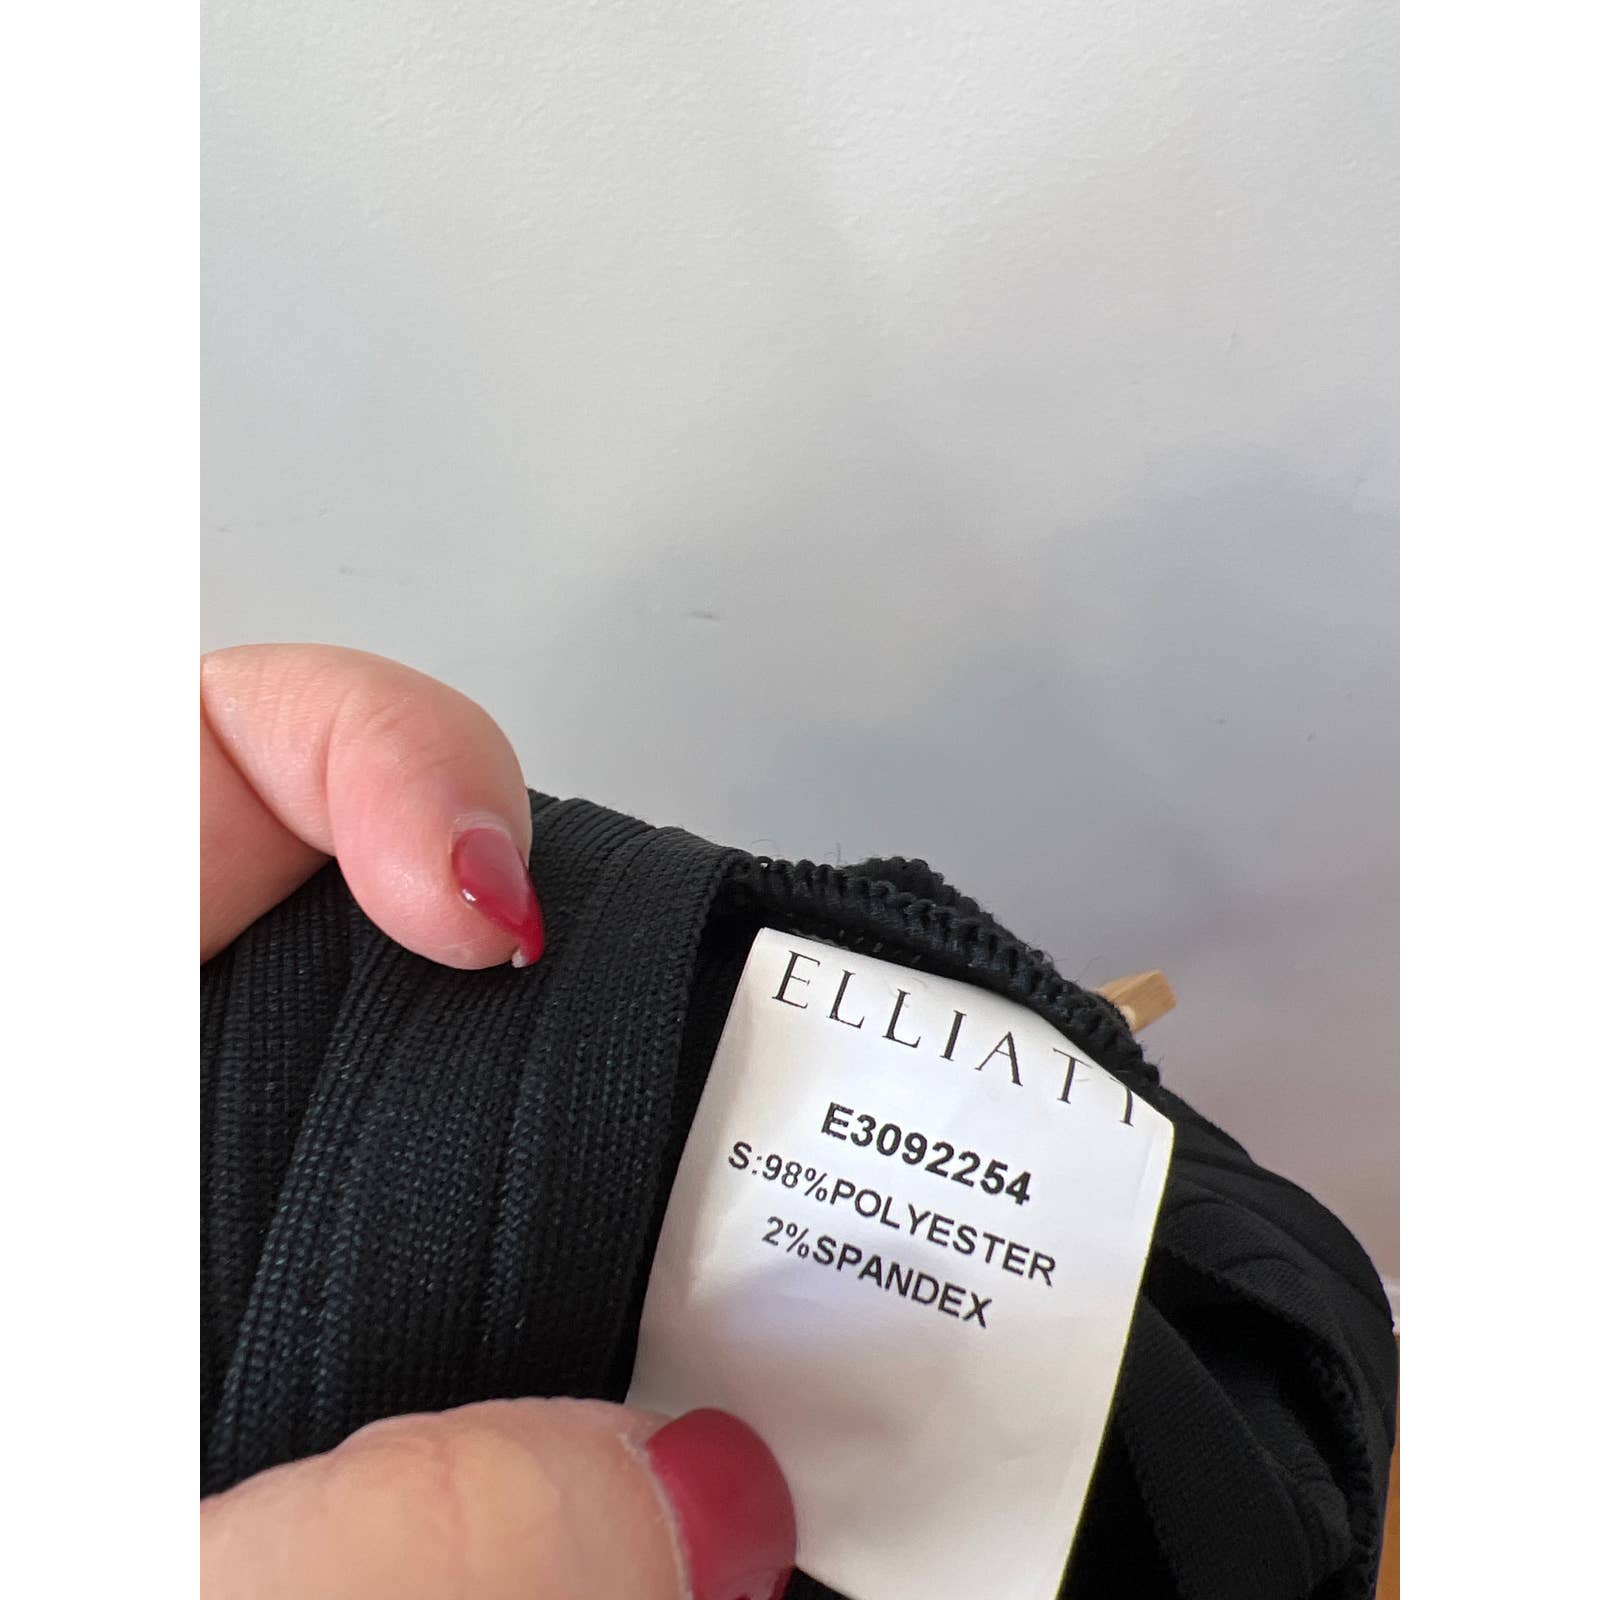 ELLIATT
E3092254
S:98%POLYESTER
2%SPANDEX